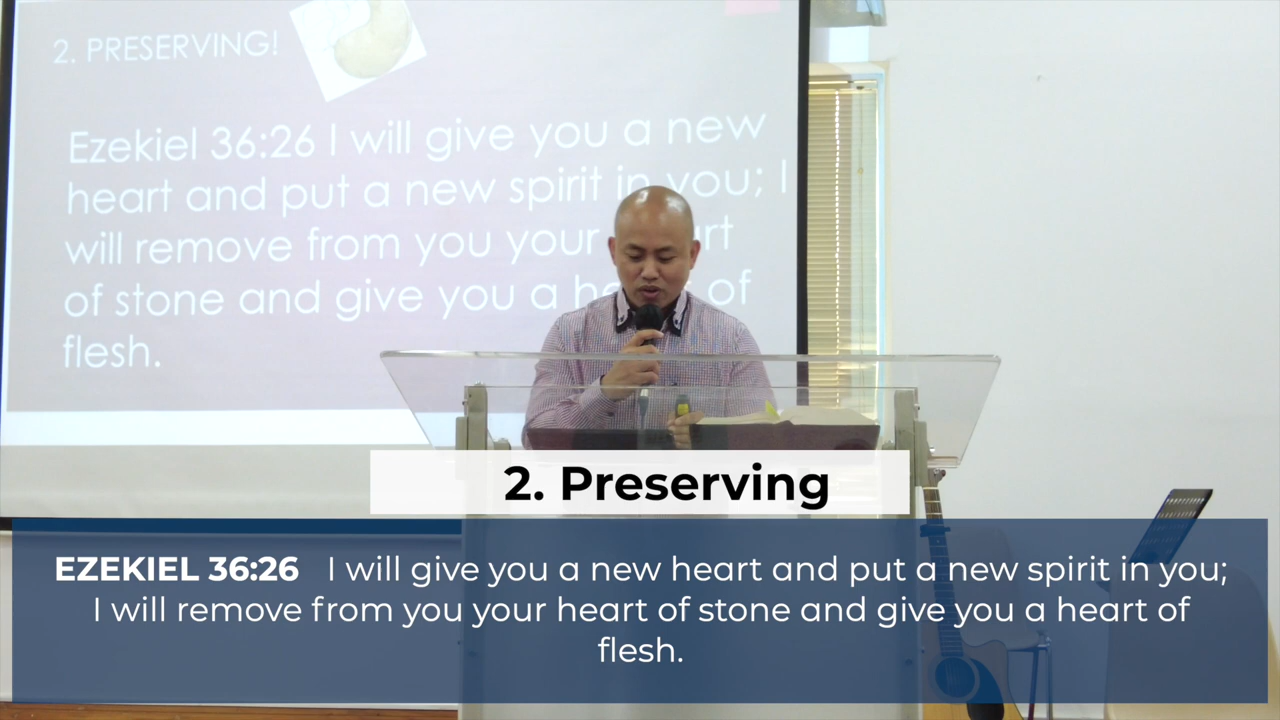 2. PRESERVING!
Ezekiel 36:26 I will give you a new
heart and put a new spirit in you; I
will remove from you your
of stone and give you a of
flesh.
2. Preserving
EZEKIEL 36:26 I will give you a new heart and put a new spirit in you;
I will remove from you your heart of stone and give you a heart of
flesh.